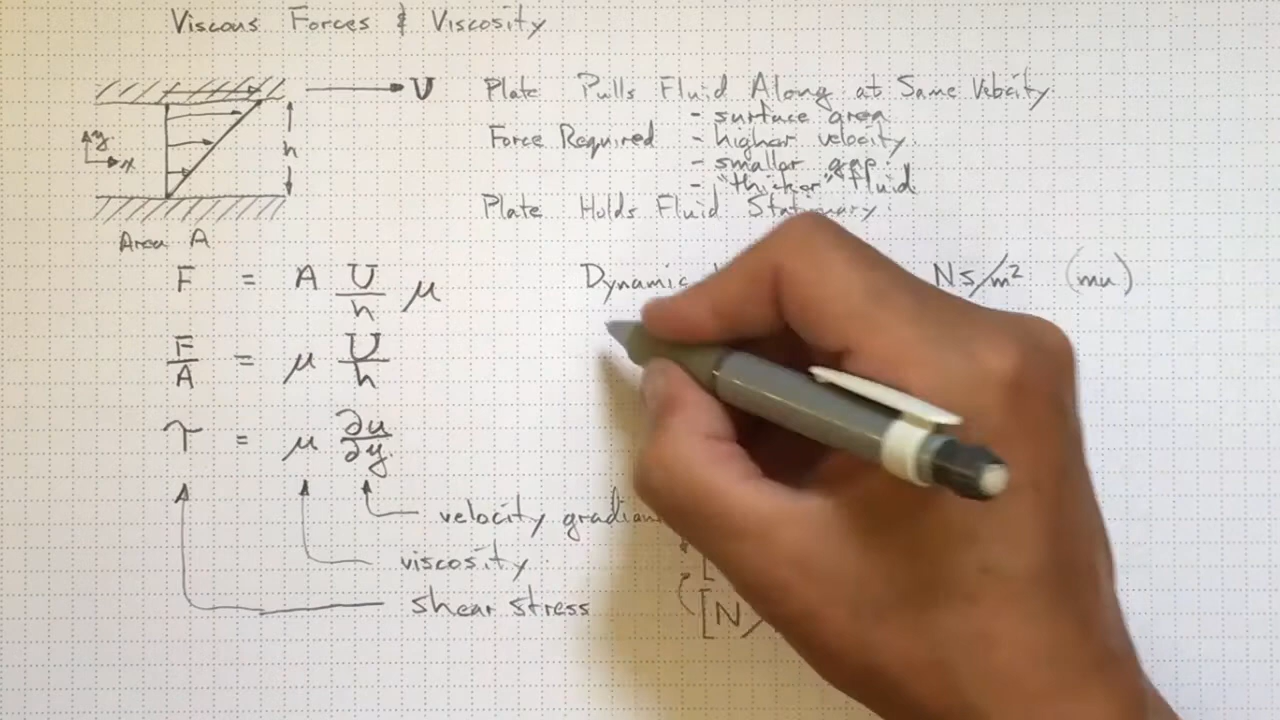 Viscous Forces & Viscosity
U
Plate Pulls Fluid Along at Same Velocity.
- surface area
Force Required - higher velocity.
- smaller gap.
- "thicker" fluid
Plate Holds Fluid Stationary.
y
x
h
Area A
F = A U/h μ
F/A = μ U/h
τ = μ ∂u/∂y
velocity gradien
viscosity
shear stress
Dynamic
Ns/m² (mu)
[N/